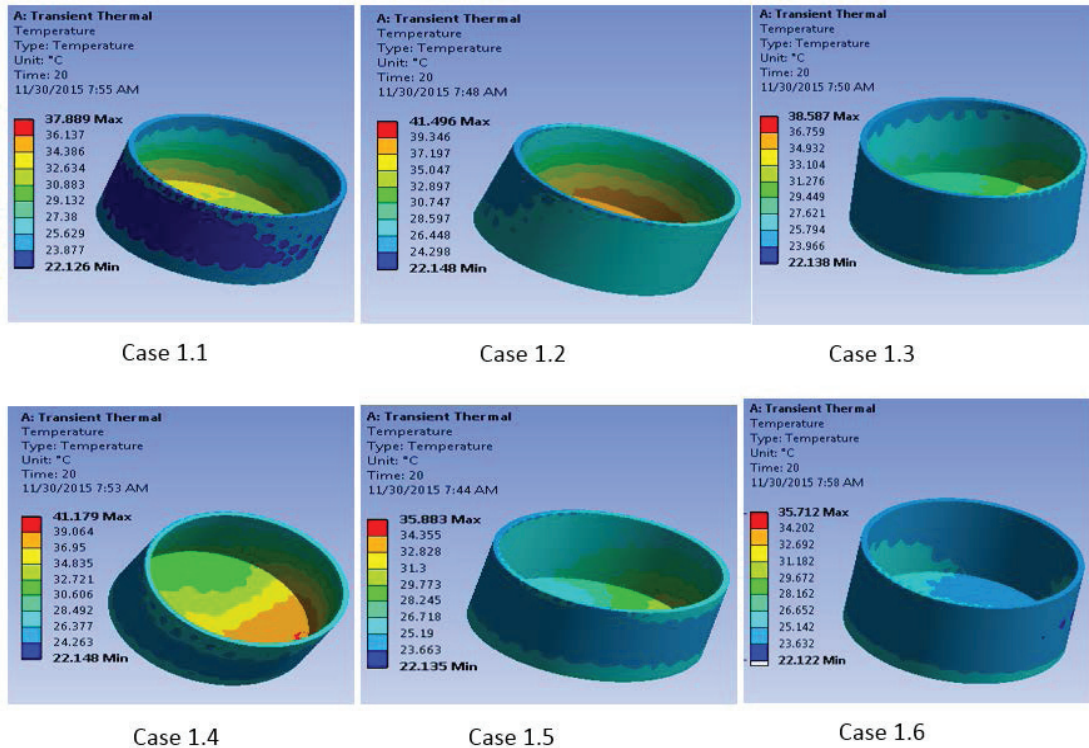 A: Transient Thermal
Temperature
Type: Temperature
Unit: °C
Time: 20
11/30/2015 7:55 AM
37.889 Max
36.137
34.386
32.634
30.883
29.132
27.38
25.629
23.877
22.126 Min
Case 1.1
A: Transient Thermal
Temperature
Type: Temperature
Unit: °C
Time: 20
11/30/2015 7:48 AM
41.496 Max
39.346
37.197
35.047
32.897
30.747
28.597
26.448
24.298
22.148 Min
Case 1.2
A: Transient Thermal
Temperature
Type: Temperature
Unit: °C
Time: 20
11/30/2015 7:50 AM
38.587 Max
36.759
34.932
33.104
31.276
29.449
27.621
25.794
23.966
22.138 Min
Case 1.3
A: Transient Thermal
Temperature
Type: Temperature
Unit: °C
Time: 20
11/30/2015 7:53 AM
41.179 Max
39.064
36.95
34.835
32.721
30.606
28.492
26.377
24.263
22.148 Min
Case 1.4
A: Transient Thermal
Temperature
Type: Temperature
Unit: °C
Time: 20
11/30/2015 7:44 AM
35.883 Max
34.355
32.828
31.3
29.773
28.245
26.718
25.19
23.663
22.135 Min
Case 1.5
A: Transient Thermal
Temperature
Type: Temperature
Unit: °C
Time: 20
11/30/2015 7:58 AM
35.712 Max
34.202
32.692
31.182
29.672
28.162
26.652
25.142
23.632
22.122 Min
Case 1.6